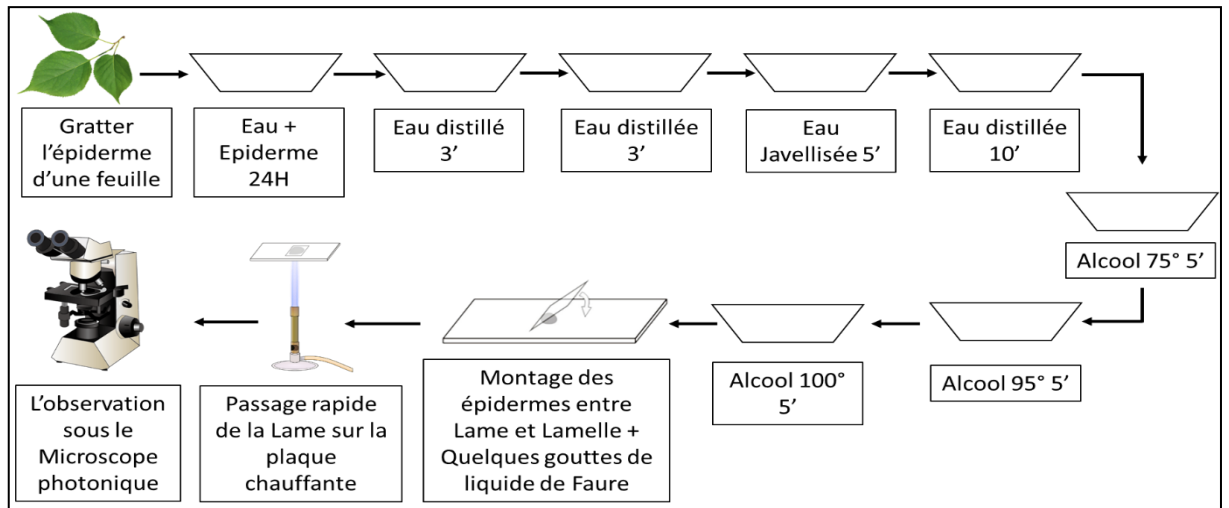 Gratter
l’épiderme
d’une feuille
Eau +
Epiderme
24H
Eau distillé
3’
Eau distillée
3’
Eau
Javellisée 5’
Eau distillée
10’
Alcool 75° 5’
Alcool 95° 5’
Alcool 100°
5’
Montage des
épidermes entre
Lame et Lamelle +
Quelques gouttes de
liquide de Faure
Passage rapide
de la Lame sur la
plaque
chauffante
L’observation
sous le
Microscope
photonique